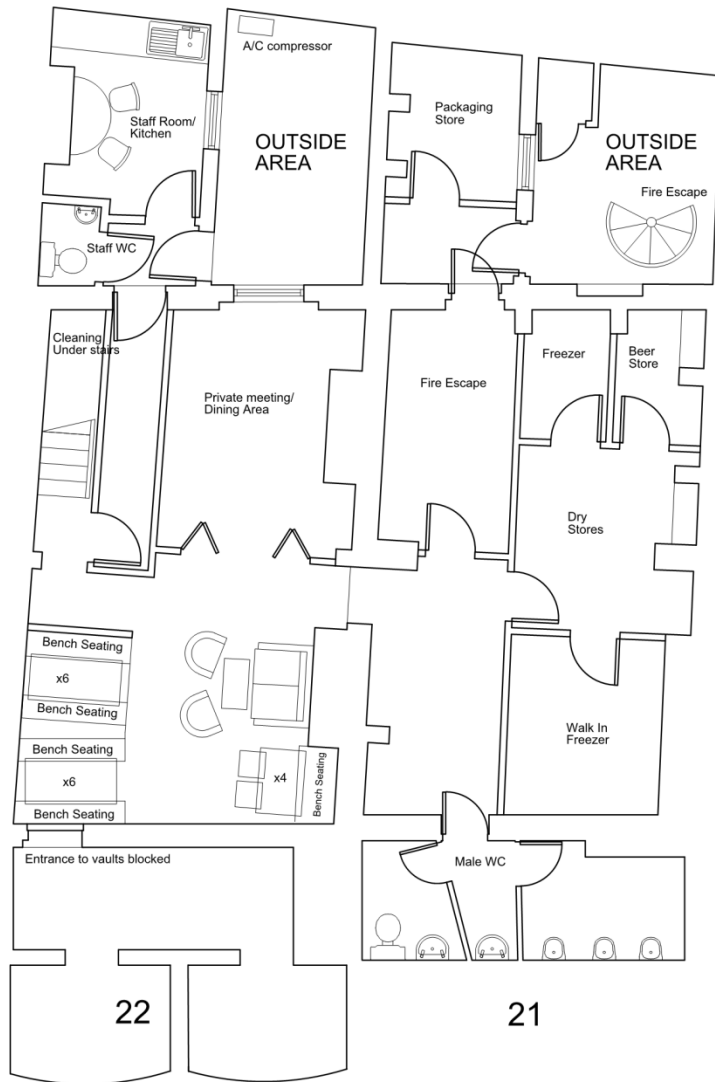 A/C compressor
Staff Room/
Kitchen
OUTSIDE
AREA
Packaging
Store
OUTSIDE
AREA
Fire Escape
Staff WC
Cleaning
Under stairs
Private meeting/
Dining Area
Fire Escape
Freezer
Beer
Store
Dry
Stores
Bench Seating
x6
Bench Seating
Bench Seating
x6
Bench Seating
x4
Bench Seating
Walk In
Freezer
Entrance to vaults blocked
Male WC
22
21